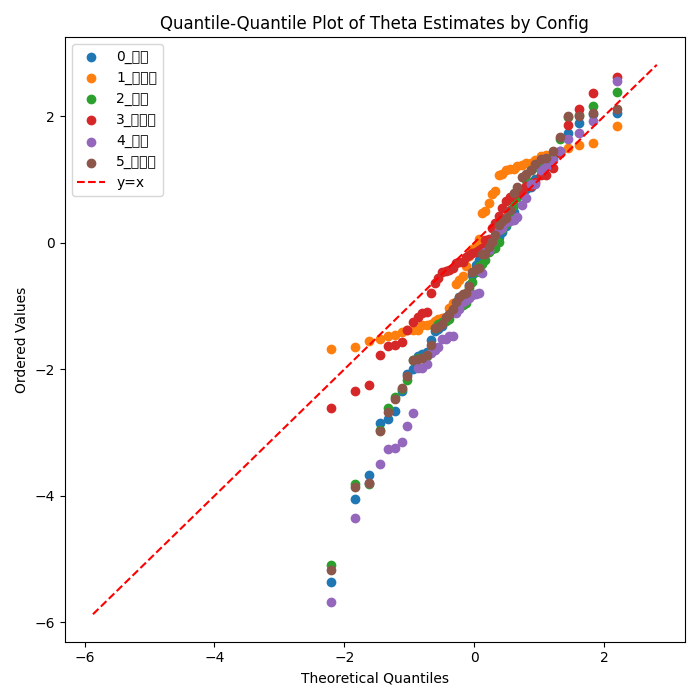 Quantile-Quantile Plot of Theta Estimates by Config
0_
1_
2_
3_
4_
5_
y=x
Ordered Values
2
0
−2
−4
−6
−6 −4 −2 0 2
Theoretical Quantiles